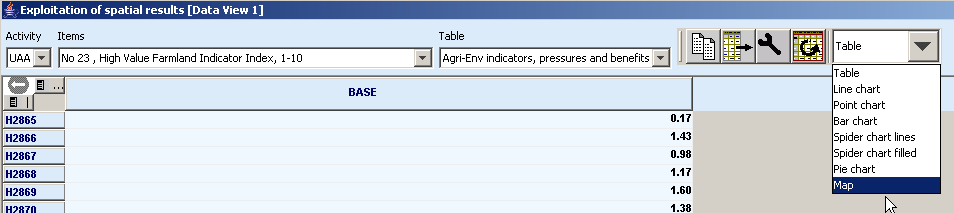 Exploitation of spatial results [Data View 1]
Activity Items Table
UAA No 23 , High Value Farmland Indicator Index, 1-10 Agri-Env indicators, pressures and benefits Table
...
BASE
H2865 0.17
H2866 1.43
H2867 0.98
H2868 1.17
H2869 1.60
H2870 1.38
Table
Line chart
Point chart
Bar chart
Spider chart lines
Spider chart filled
Pie chart
Map